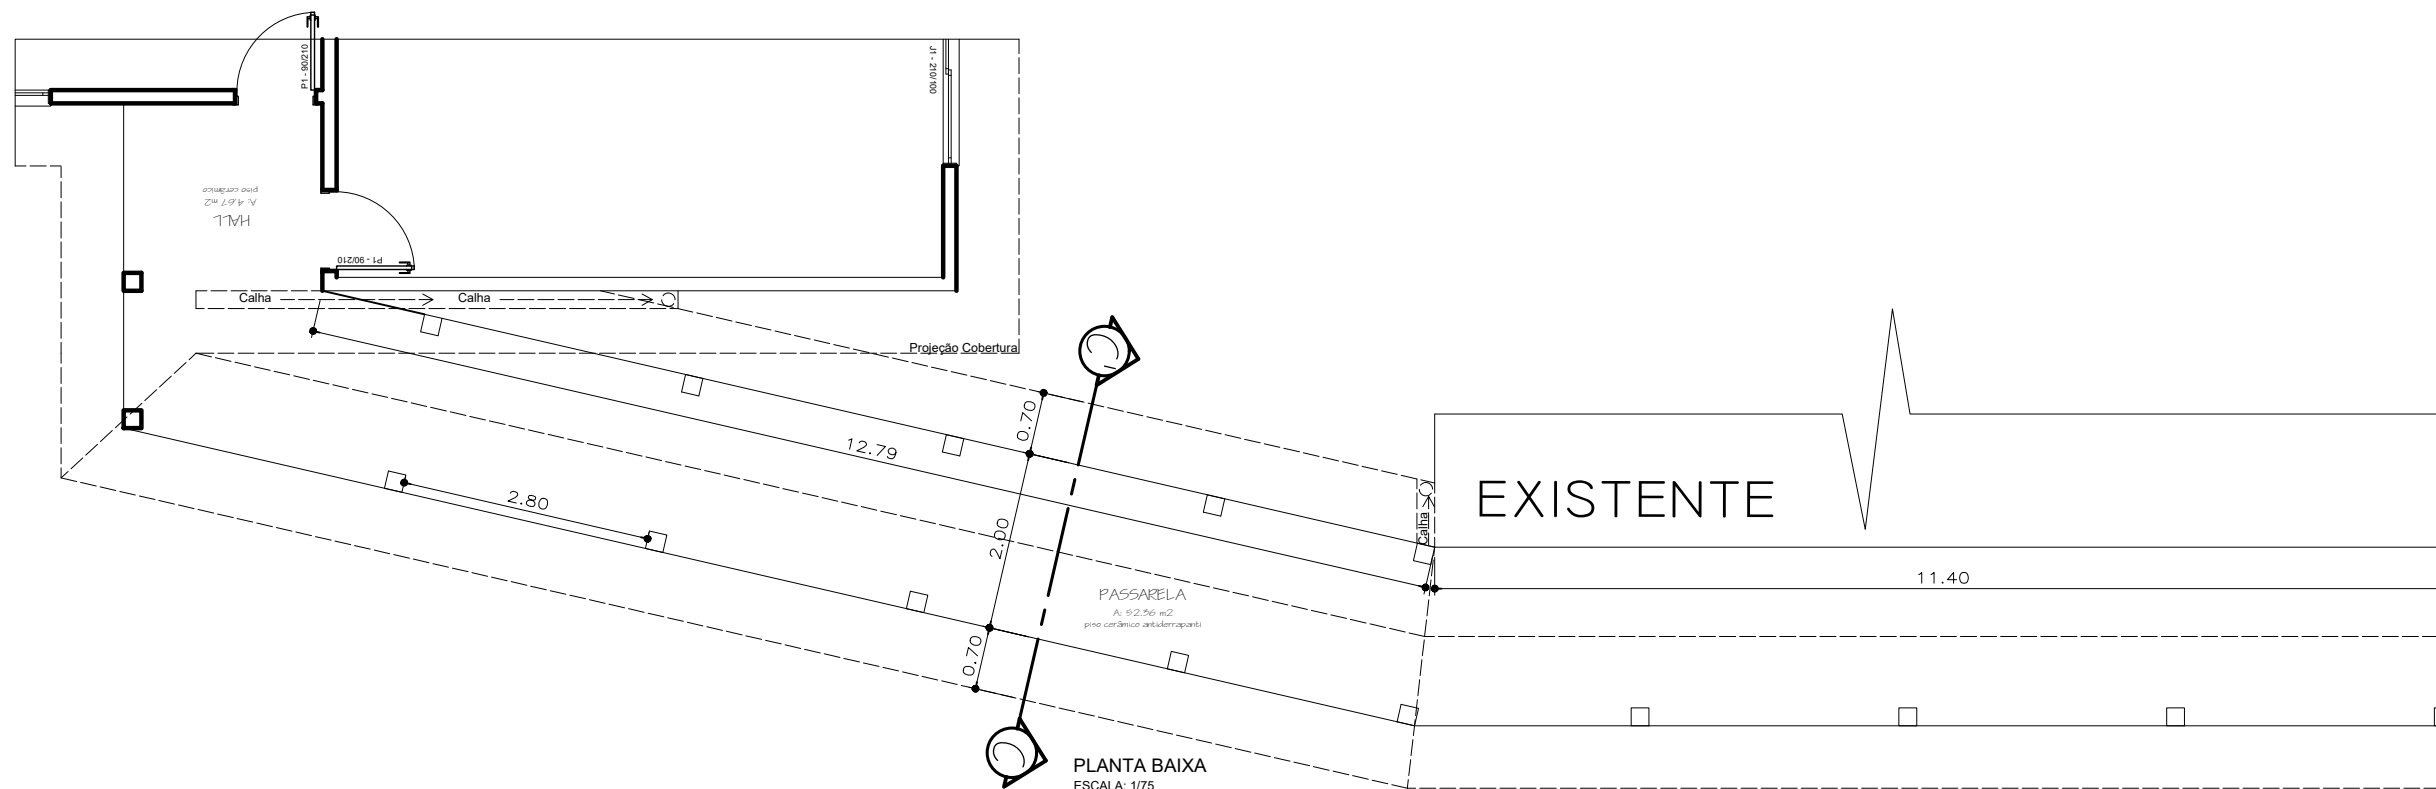 P1 - 90/210
J1 - 210/100
HALL
A: 4.67 m2
piso cerâmico
P1 - 90/210
Calha
Calha
Projeção Cobertura
0.70
12.79
2.80
2.00
0.70
Calha
EXISTENTE
11.40
PASSARELA
A: 52.36 m2
piso cerâmico antiderrapanti
C
C
PLANTA BAIXA
ESCALA: 1/75